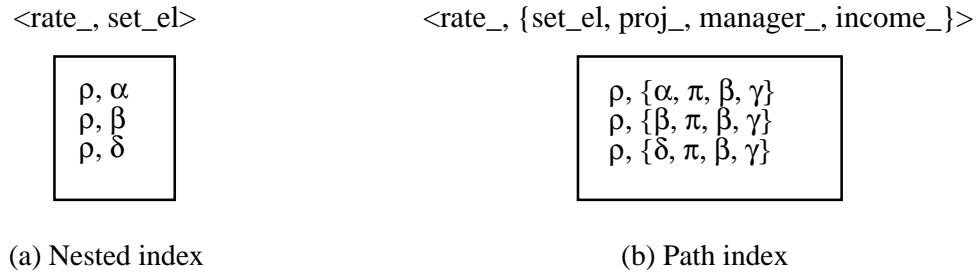 <rate_, set_el>
ρ, α
ρ, β
ρ, δ
(a) Nested index
<rate_, {set_el, proj_, manager_, income_}>
ρ, {α, π, β, γ}
ρ, {β, π, β, γ}
ρ, {δ, π, β, γ}
(b) Path index